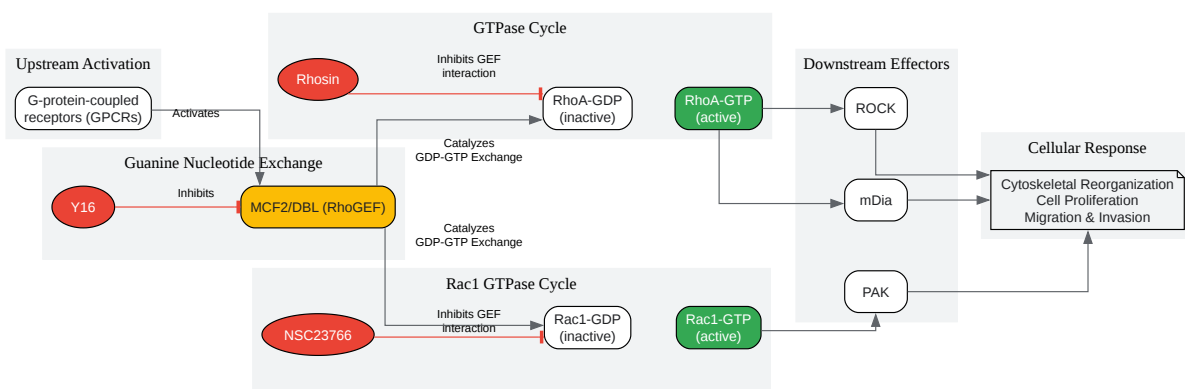 GTPase Cycle
Upstream Activation
G-protein-coupled
receptors (GPCRs)
Activates
Rhosin
Inhibits GEF
interaction
RhoA-GDP
(inactive)
RhoA-GTP
(active)
Catalyzes
GDP-GTP Exchange
Guanine Nucleotide Exchange
Y16
Inhibits
MCF2/DBL (RhoGEF)
Catalyzes
GDP-GTP Exchange
Rac1 GTPase Cycle
NSC23766
Inhibits GEF
interaction
Rac1-GDP
(inactive)
Rac1-GTP
(active)
Downstream Effectors
ROCK
mDia
PAK
Cellular Response
Cytoskeletal Reorganization
Cell Proliferation
Migration & Invasion